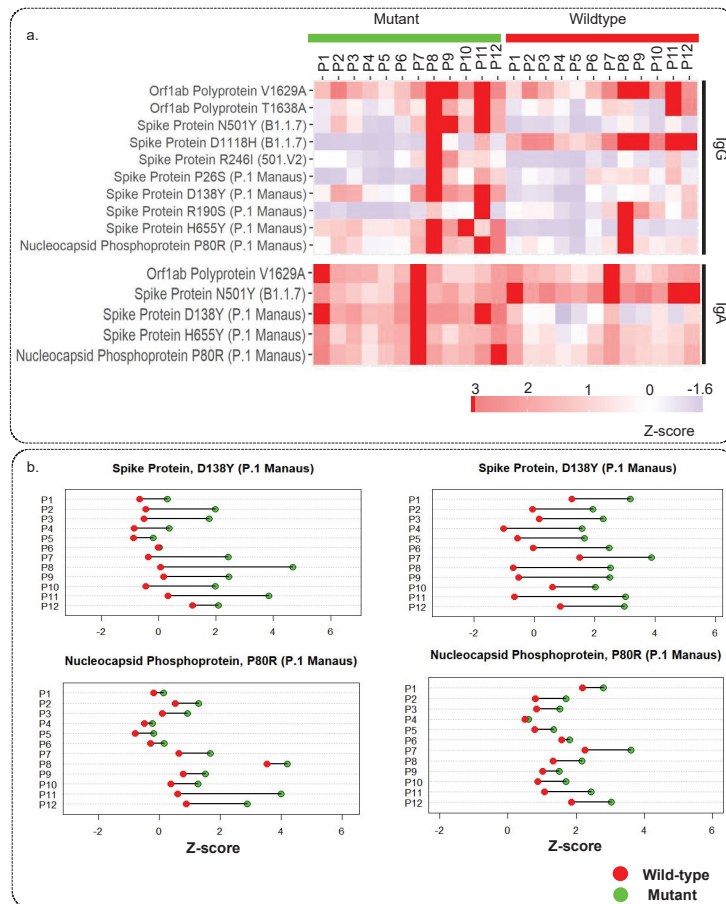 a.
Mutant
Wildtype
P1 P2 P3 P4 P5 P6 P7 P8 P9 P10 P11 P12 P1 P2 P3 P4 P5 P6 P7 P8 P9 P10 P11 P12
Orf1ab Polyprotein V1629A
Orf1ab Polyprotein T1638A
Spike Protein N501Y (B1.1.7)
Spike Protein D1118H (B1.1.7)
Spike Protein R246I (501.V2)
Spike Protein P26S (P.1 Manaus)
Spike Protein D138Y (P.1 Manaus)
Spike Protein R190S (P.1 Manaus)
Spike Protein H655Y (P.1 Manaus)
Nucleocapsid Phosphoprotein P80R (P.1 Manaus)
IgG
Orf1ab Polyprotein V1629A
Spike Protein N501Y (B1.1.7)
Spike Protein D138Y (P.1 Manaus)
Spike Protein H655Y (P.1 Manaus)
Nucleocapsid Phosphoprotein P80R (P.1 Manaus)
IgA
3 2 1 0 -1.6
Z-score
b.
Spike Protein, D138Y (P.1 Manaus)
P1
P2
P3
P4
P5
P6
P7
P8
P9
P10
P11
P12
-2 0 2 4 6
Spike Protein, D138Y (P.1 Manaus)
P1
P2
P3
P4
P5
P6
P7
P8
P9
P10
P11
P12
-2 0 2 4 6
Nucleocapsid Phosphoprotein, P80R (P.1 Manaus)
P1
P2
P3
P4
P5
P6
P7
P8
P9
P10
P11
P12
-2 0 2 4 6
Z-score
Nucleocapsid Phosphoprotein, P80R (P.1 Manaus)
P1
P2
P3
P4
P5
P6
P7
P8
P9
P10
P11
P12
-2 0 2 4 6
Z-score
Wild-type
Mutant